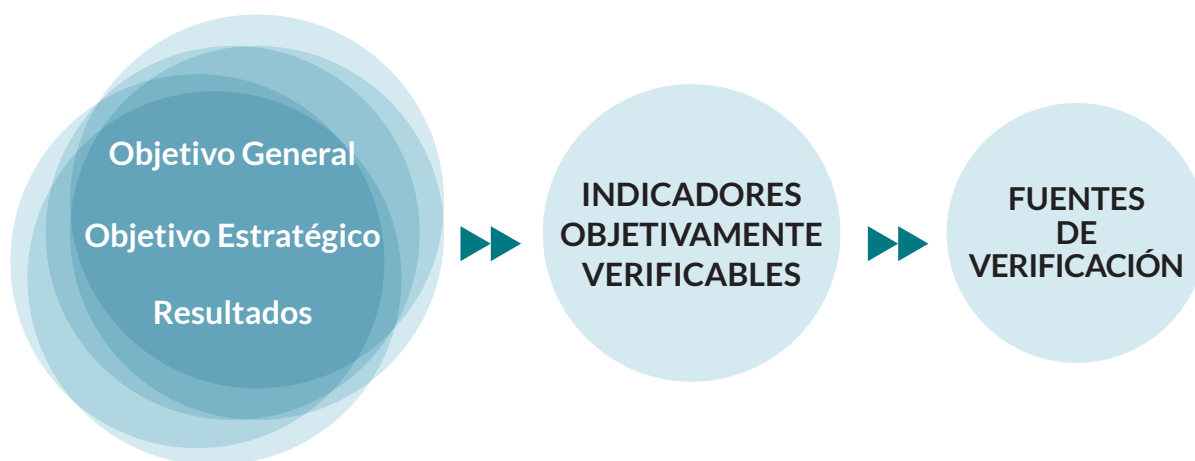 Objetivo General
Objetivo Estratégico
Resultados
INDICADORES
OBJETIVAMENTE
VERIFICABLES
FUENTES
DE
VERIFICACIÓN